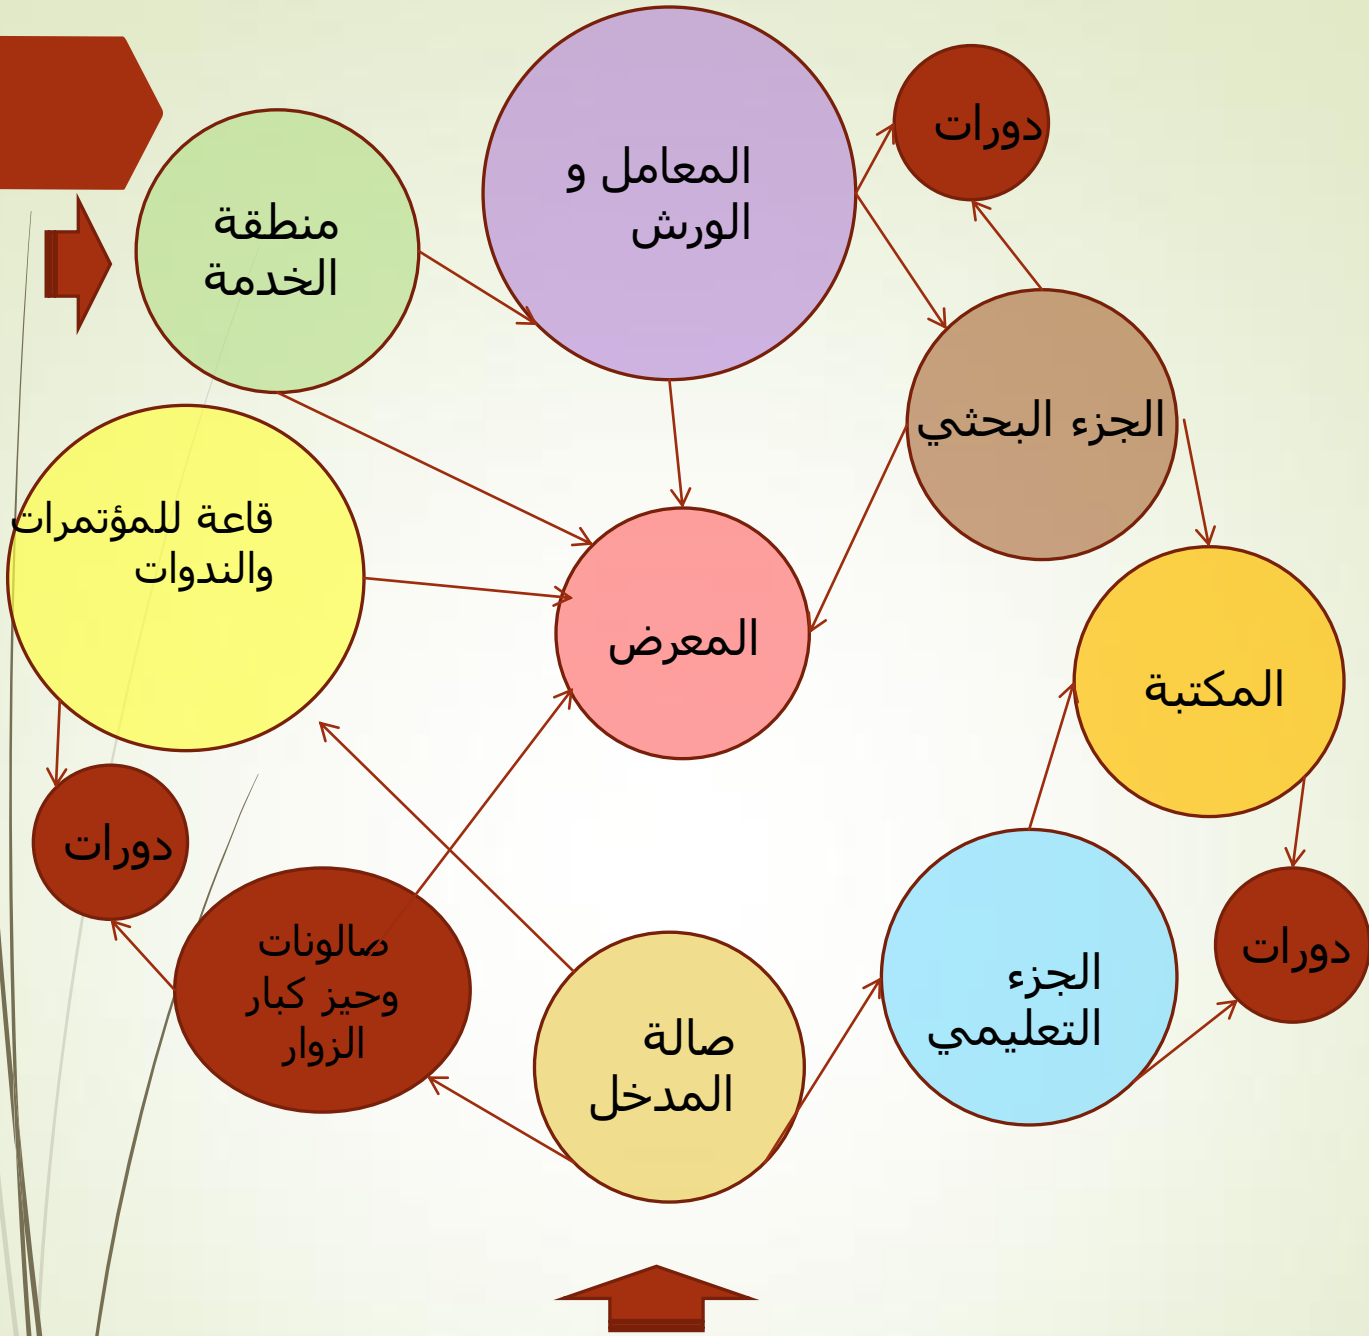 دورات
المعامل و
الورش
منطقة
الخدمة
الجزء البحثي
قاعة للمؤتمرات
والندوات
المعرض
المكتبة
دورات
صالونات
وحيز كبار
الزوار
صالة
المدخل
الجزء
التعليمي
دورات